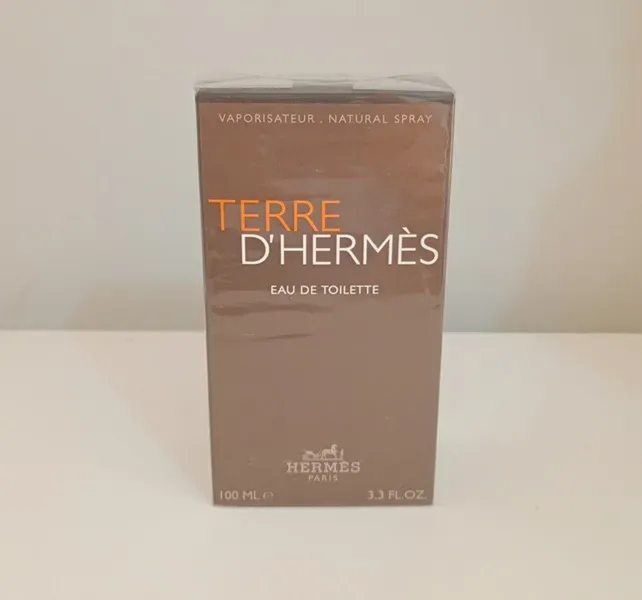 VAPORISATEUR . NATURAL SPRAY
TERRE
D'HERMÈS
EAU DE TOILETTE
HERMÈS
PARIS
100 ML ℮ 3.3 FL.OZ.